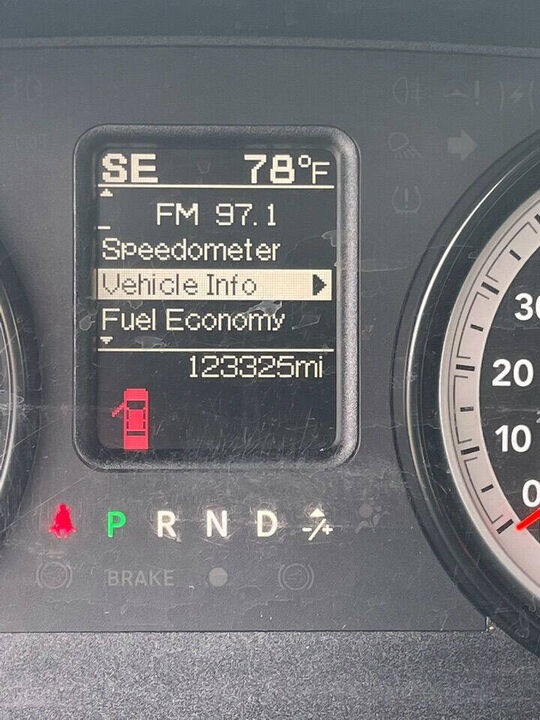 SE 78°F
FM 97.1
Speedometer
Vehicle Info
Fuel Economy
123325mi
P R N D -/+
BRAKE
30
20
10
0